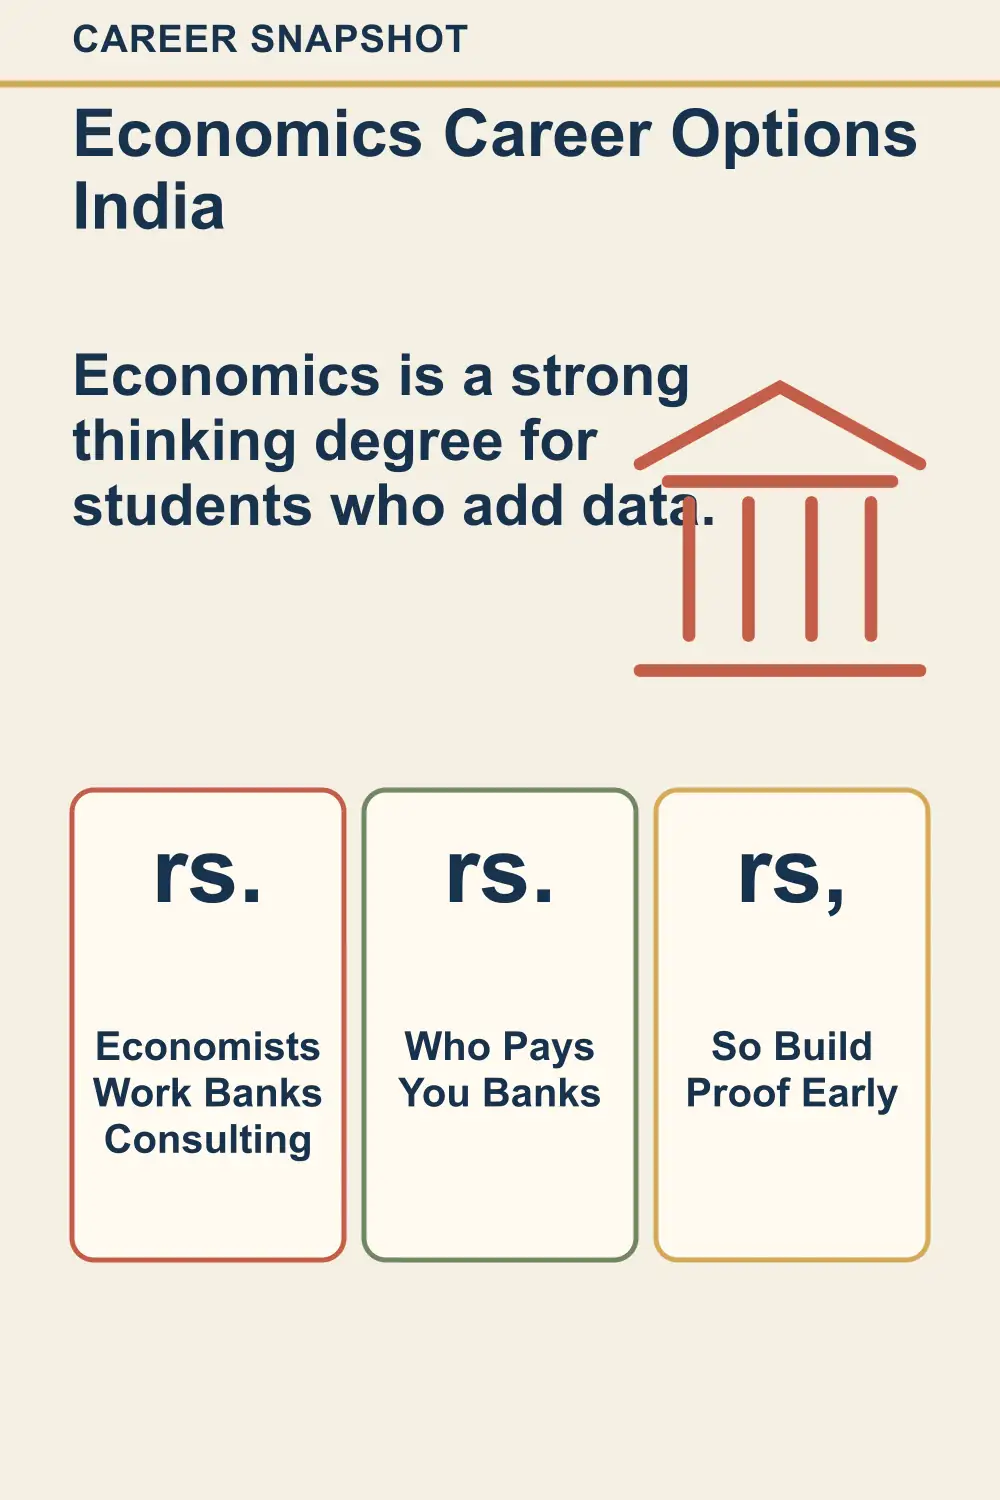 CAREER SNAPSHOT
Economics Career Options
India
Economics is a strong
thinking degree for
students who add data.
rs.
Economists
Work Banks
Consulting
rs.
Who Pays
You Banks
rs,
So Build
Proof Early